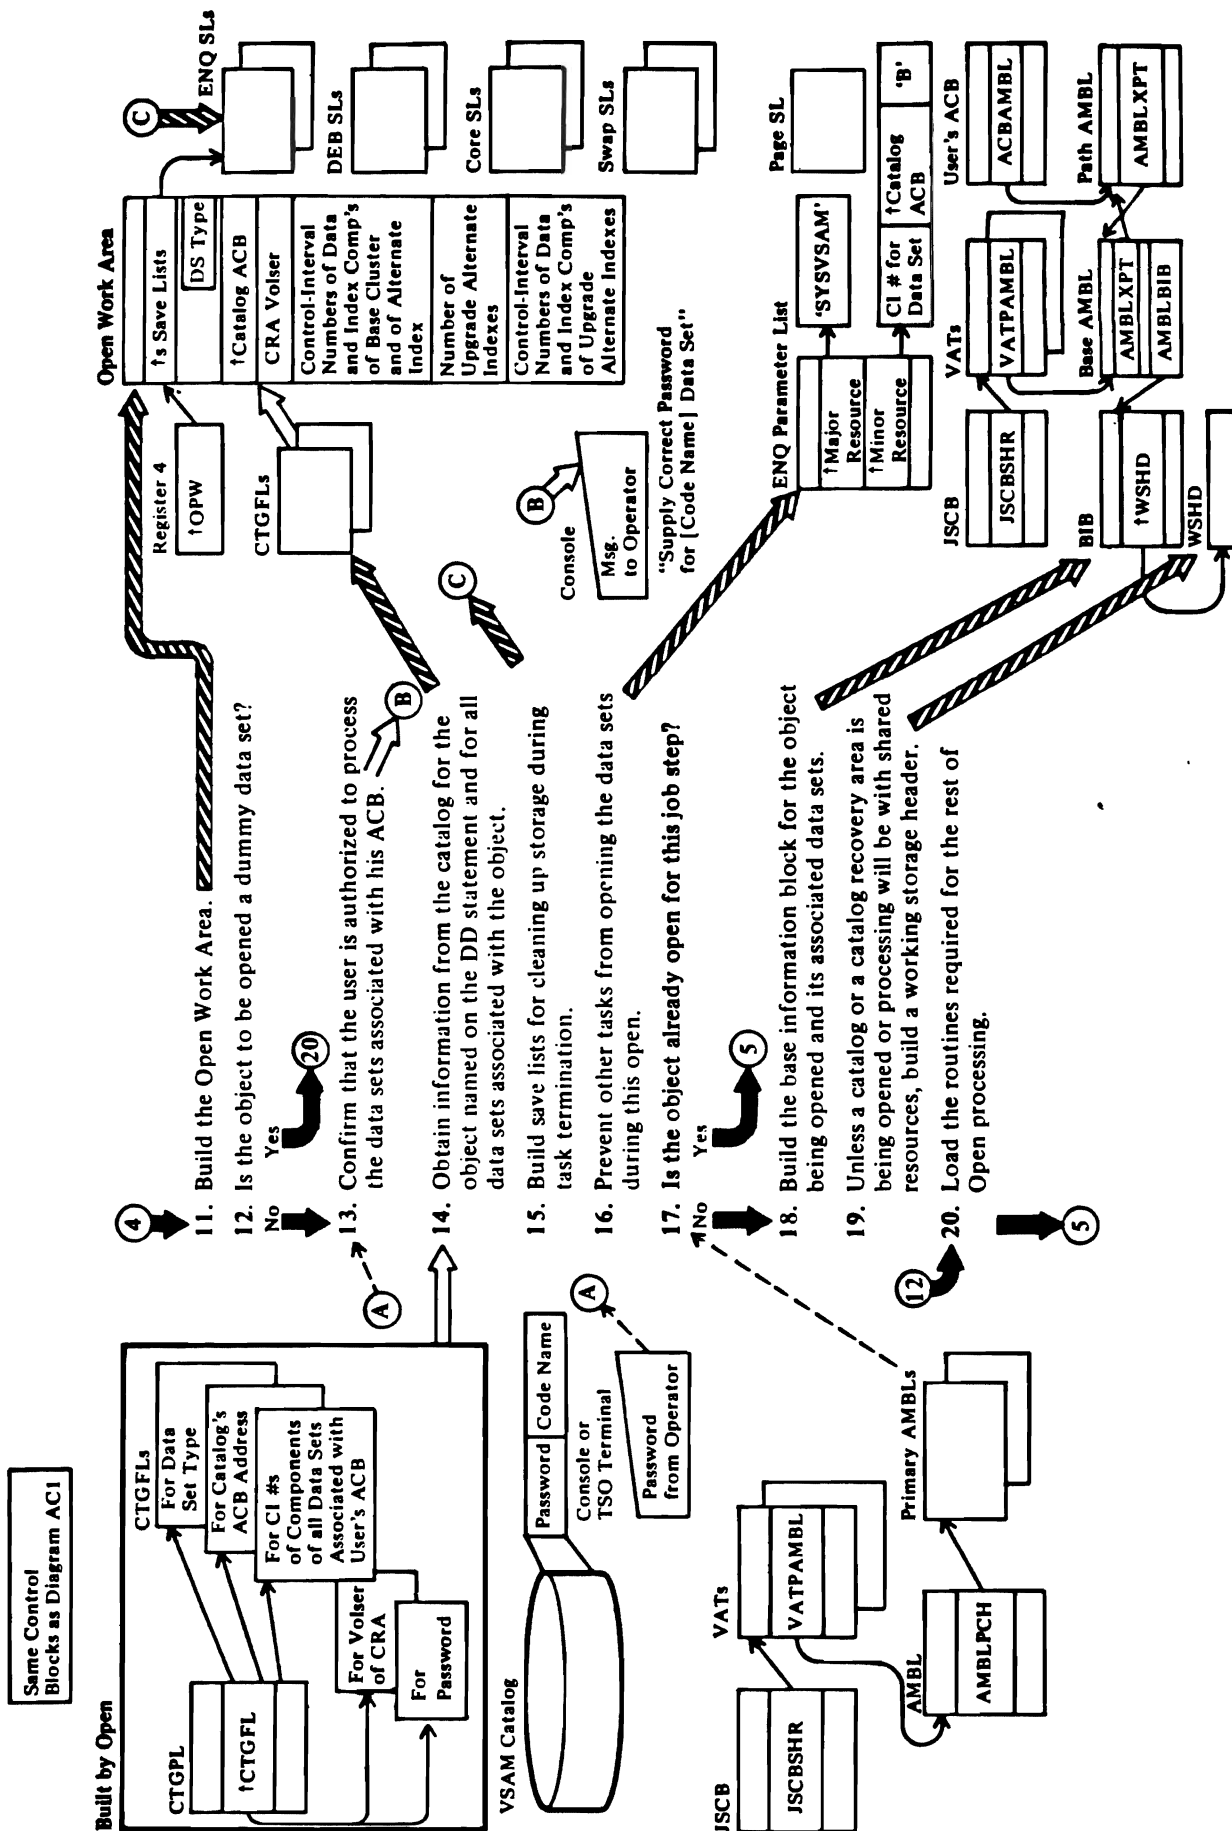 Same Control
Blocks as Diagram AC1
Built by Open
CTGPL
↑CTGFL
CTGFLs
For Data
Set Type
For Catalog's
ACB Address
For CI #s
of Components
of all Data Sets
Associated with
User's ACB
For Volser
of CRA
For
Password
VSAM Catalog
Password
Code Name
Console or
TSO Terminal
Password
from Operator
A
JSCB
JSCBSHR
VATs
VATPAMBL
AMBL
AMBLPCH
Primary AMBLs
4
11. Build the Open Work Area.
12. Is the object to be opened a dummy data set?
No
Yes
20
A
13. Confirm that the user is authorized to process
the data sets associated with his ACB.
B
14. Obtain information from the catalog for the
object named on the DD statement and for all
data sets associated with the object.
15. Build save lists for cleaning up storage during
task termination.
C
16. Prevent other tasks from opening the data sets
during this open.
17. Is the object already open for this job step?
No
Yes
5
18. Build the base information block for the object
being opened and its associated data sets.
19. Unless a catalog or a catalog recovery area is
being opened or processing will be with shared
resources, build a working storage header.
12
20. Load the routines required for the rest of
Open processing.
5
Register 4
↑OPW
CTGFLs
Open Work Area
↑s Save Lists
DS Type
↑Catalog ACB
CRA Volser
Control-Interval
Numbers of Data
and Index Comp's
of Base Cluster
and of Alternate
Index
Number of
Upgrade Alternate
Indexes
Control-Interval
Numbers of Data
and Index Comp's
of Upgrade
Alternate Indexes
C
ENQ SLs
DEB SLs
Core SLs
Swap SLs
Page SL
B
Console
Msg.
to Operator
"Supply Correct Password
for [Code Name] Data Set"
ENQ Parameter List
↑Major
Resource
↑Minor
Resource
'SYSVSAM'
CI # for
Data Set
↑Catalog
ACB
'B'
JSCB
JSCBSHR
VATs
VATPAMBL
User's ACB
ACBAMBL
BIB
↑WSHD
Base AMBL
AMBLXPT
AMBLBIB
Path AMBL
AMBLXPT
WSHD